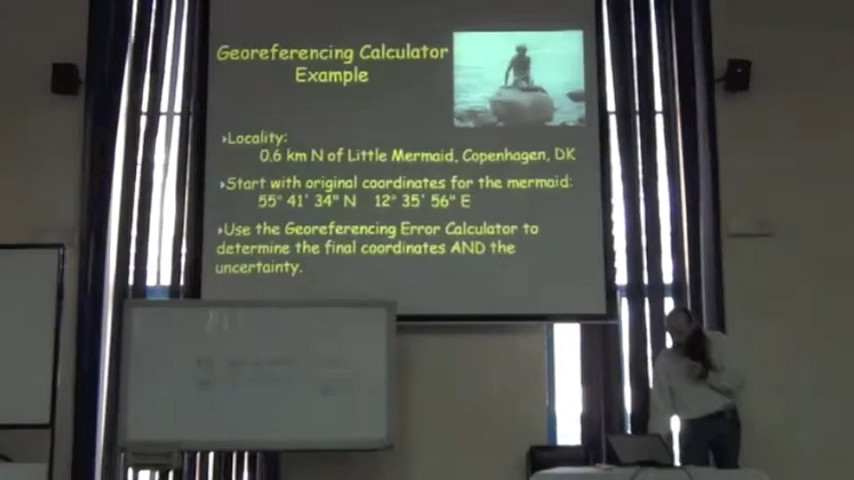 Georeferencing Calculator
Example
Locality:
0.6 km N of Little Mermaid, Copenhagen, DK
Start with original coordinates for the mermaid:
55° 41' 34" N 12° 35' 56" E
Use the Georeferencing Error Calculator to
determine the final coordinates AND the
uncertainty.